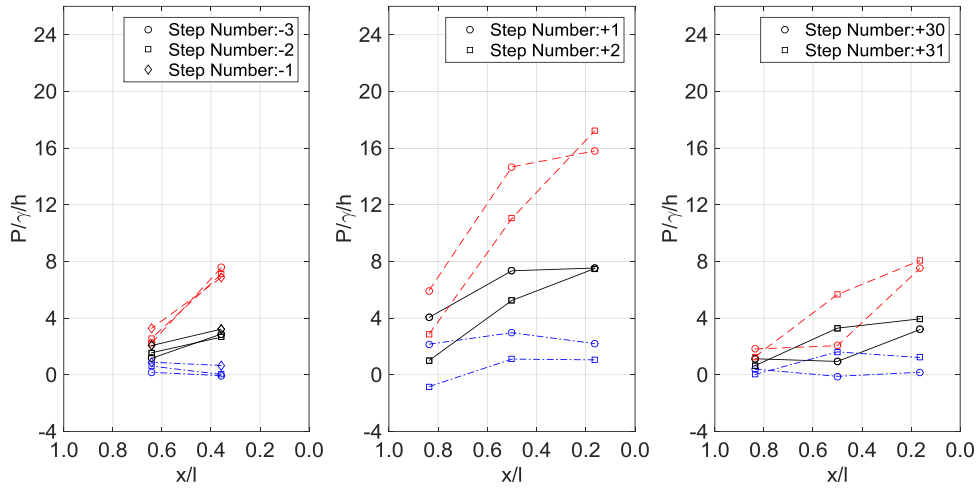 24
20
16
12
8
4
0
-4
P/γ/h
1.0 0.8 0.6 0.4 0.2 0.0
x/l
Step Number:-3
Step Number:-2
Step Number:-1
24
20
16
12
8
4
0
-4
P/γ/h
1.0 0.8 0.6 0.4 0.2 0.0
x/l
Step Number:+1
Step Number:+2
24
20
16
12
8
4
0
-4
P/γ/h
1.0 0.8 0.6 0.4 0.2 0.0
x/l
Step Number:+30
Step Number:+31